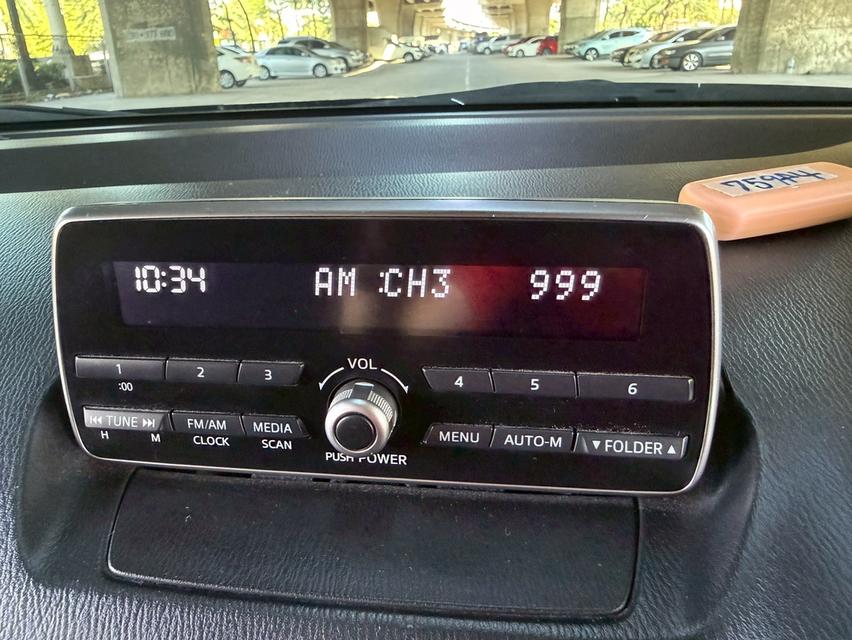 759A4
10:34 AM :CH3 999
VOL
1 2 3 4 5 6
:00
⏮ TUNE ⏭ FM/AM MEDIA MENU AUTO-M ▼ FOLDER ▲
H M CLOCK SCAN
PUSH POWER